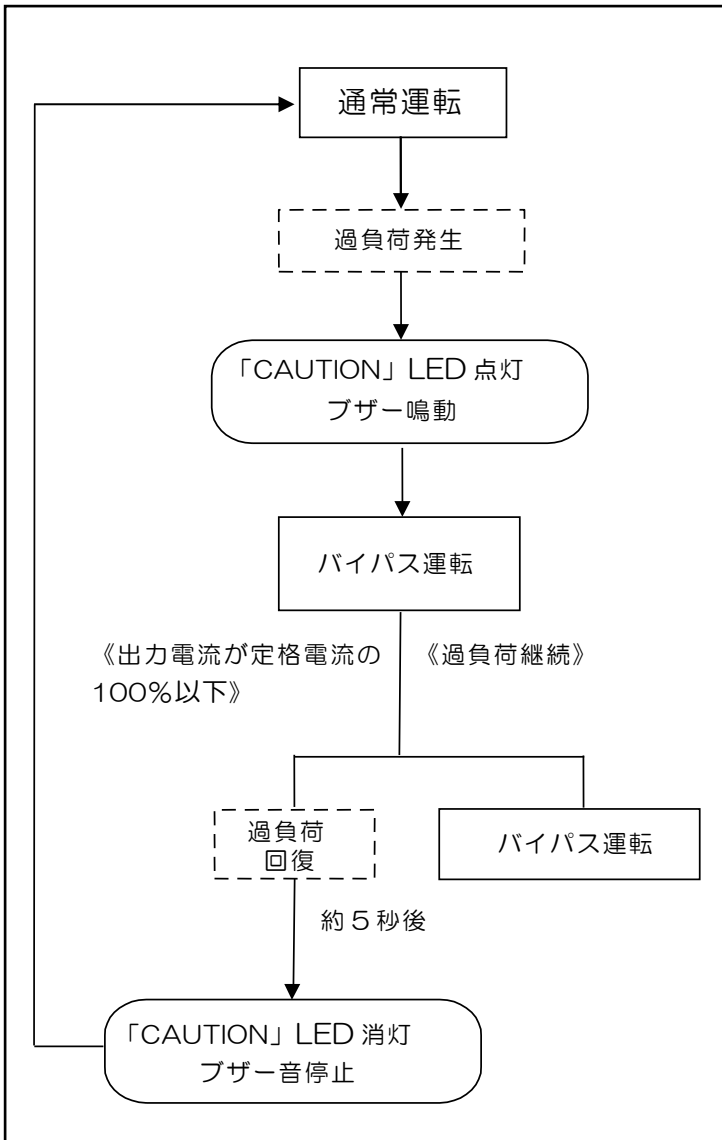 通常運転
過負荷発生
「CAUTION」LED 点灯
ブザー鳴動
バイパス運転
《出力電流が定格電流の
100%以下》
《過負荷継続》
過負荷
回復
バイパス運転
約5秒後
「CAUTION」LED 消灯
ブザー音停止